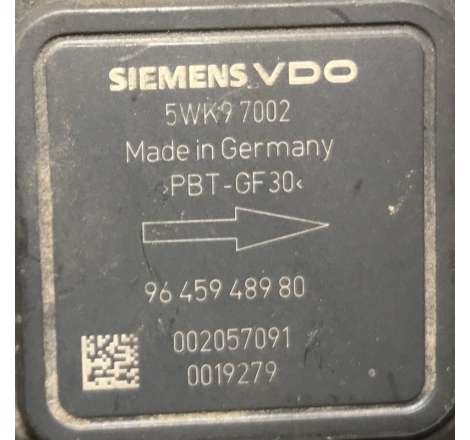 SIEMENS VDO
5WK9 7002
Made in Germany
›PBT-GF30‹
96 459 489 80
002057091
0019279